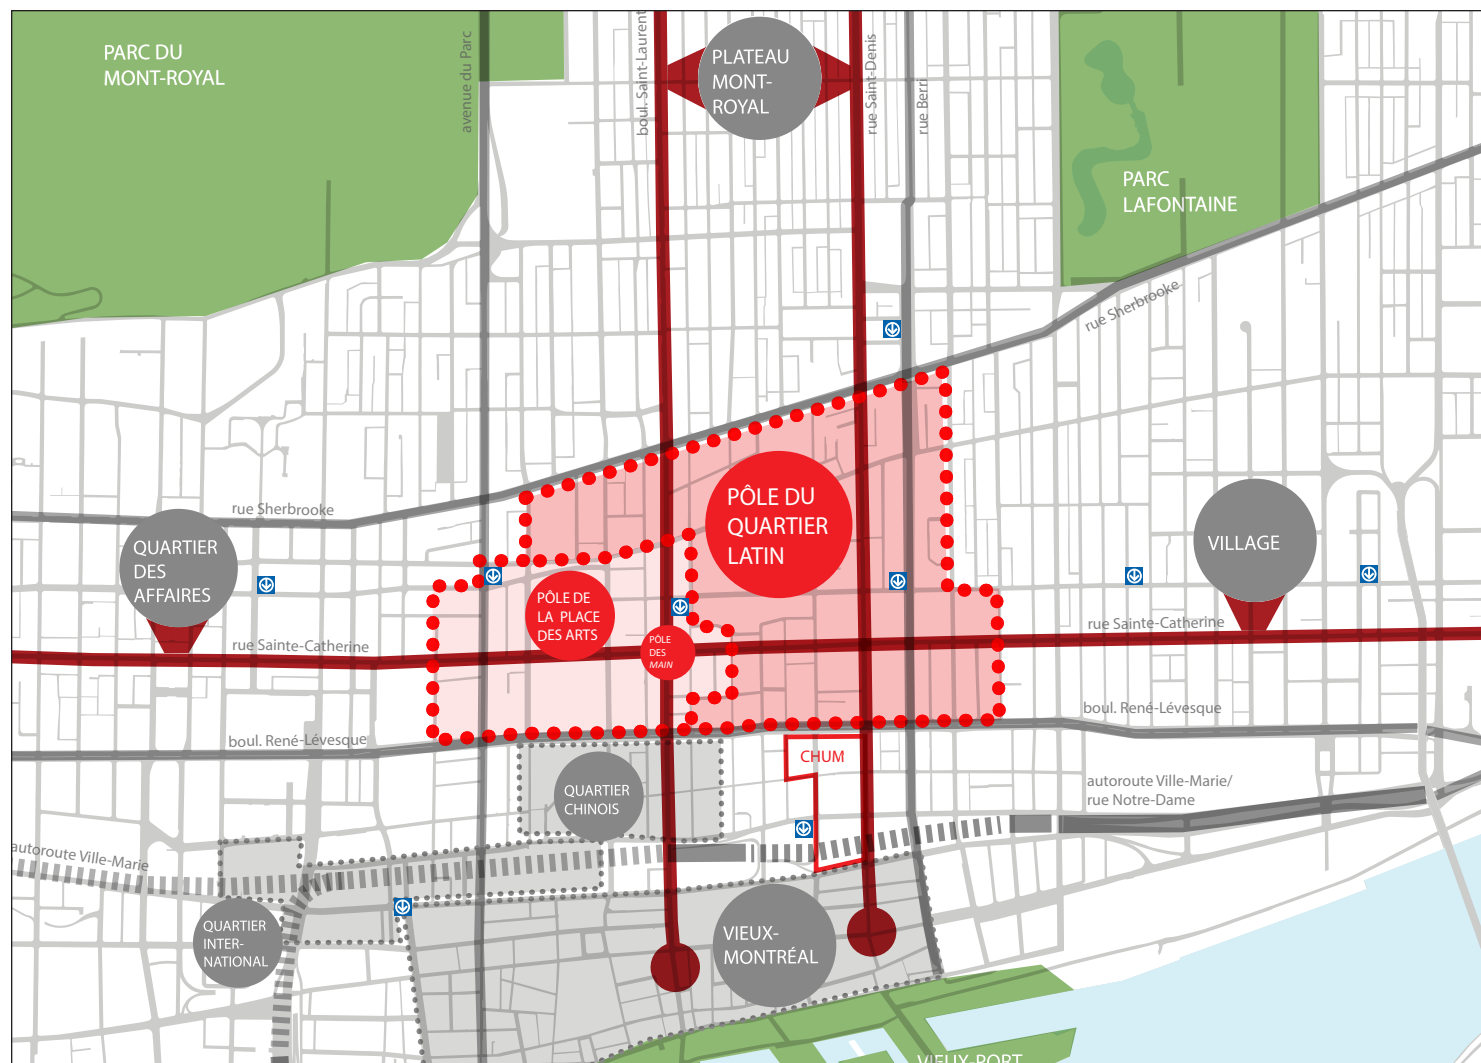 PARC DU
MONT-ROYAL
avenue du Parc
boul. Saint-Laurent
PLATEAU
MONT-
ROYAL
rue Saint-Denis
rue Berri
PARC
LAFONTAINE
rue Sherbrooke
rue Sherbrooke
QUARTIER
DES
AFFAIRES
PÔLE DU
QUARTIER
LATIN
VILLAGE
PÔLE DE
LA PLACE
DES ARTS
PÔLE
DES
MAIN
rue Sainte-Catherine
rue Sainte-Catherine
boul. René-Lévesque
boul. René-Lévesque
CHUM
QUARTIER
CHINOIS
autoroute Ville-Marie/
rue Notre-Dame
autoroute Ville-Marie
QUARTIER
INTER-
NATIONAL
VIEUX-
MONTRÉAL
VIEUX-PORT